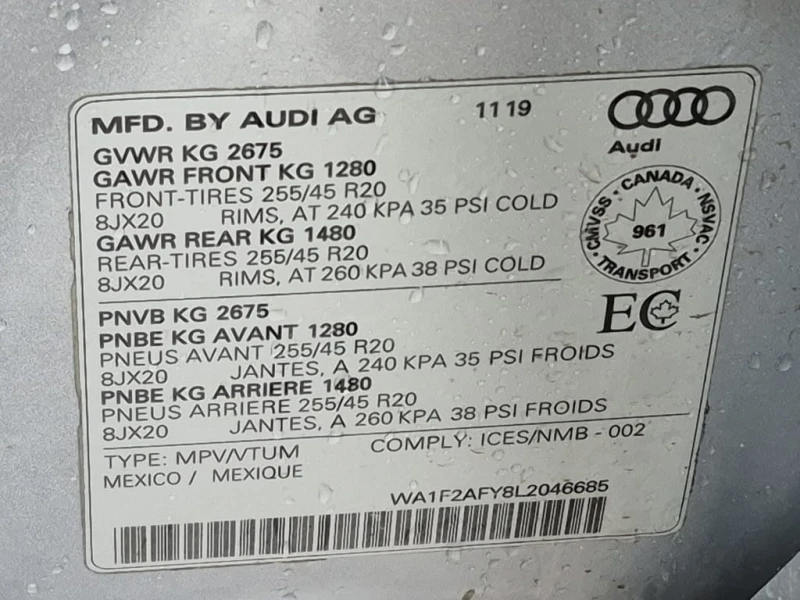 MFD. BY AUDI AG 11 19
Audi
GVWR KG 2675
GAWR FRONT KG 1280
FRONT-TIRES 255/45 R20
8JX20 RIMS, AT 240 KPA 35 PSI COLD
GAWR REAR KG 1480
REAR-TIRES 255/45 R20
8JX20 RIMS, AT 260 KPA 38 PSI COLD
CMVSS · CANADA · NSVAC · TRANSPORT ·
961
EC
PNVB KG 2675
PNBE KG AVANT 1280
PNEUS AVANT 255/45 R20
8JX20 JANTES, A 240 KPA 35 PSI FROIDS
PNBE KG ARRIERE 1480
PNEUS ARRIERE 255/45 R20
8JX20 JANTES, A 260 KPA 38 PSI FROIDS
TYPE: MPV/VTUM COMPLY: ICES/NMB - 002
MEXICO / MEXIQUE
WA1F2AFY8L2046685